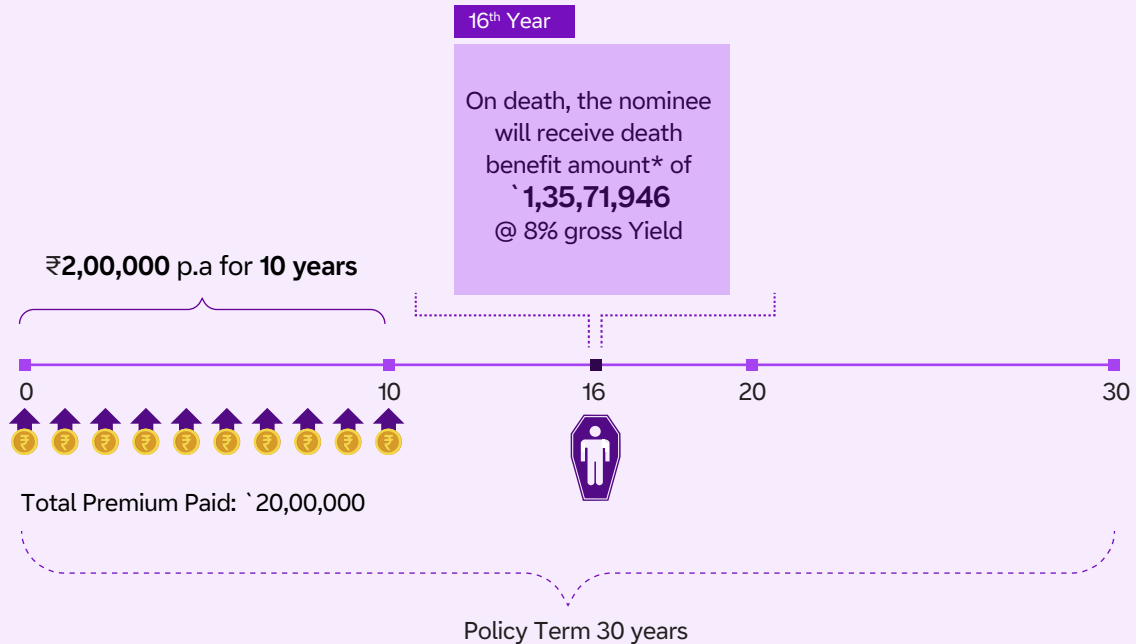 16th Year
On death, the nominee
will receive death
benefit amount* of
`1,35,71,946
@ 8% gross Yield
₹2,00,000 p.a for 10 years
0 10 16 20 30
₹ ₹ ₹ ₹ ₹ ₹ ₹ ₹ ₹ ₹
Total Premium Paid: `20,00,000
Policy Term 30 years